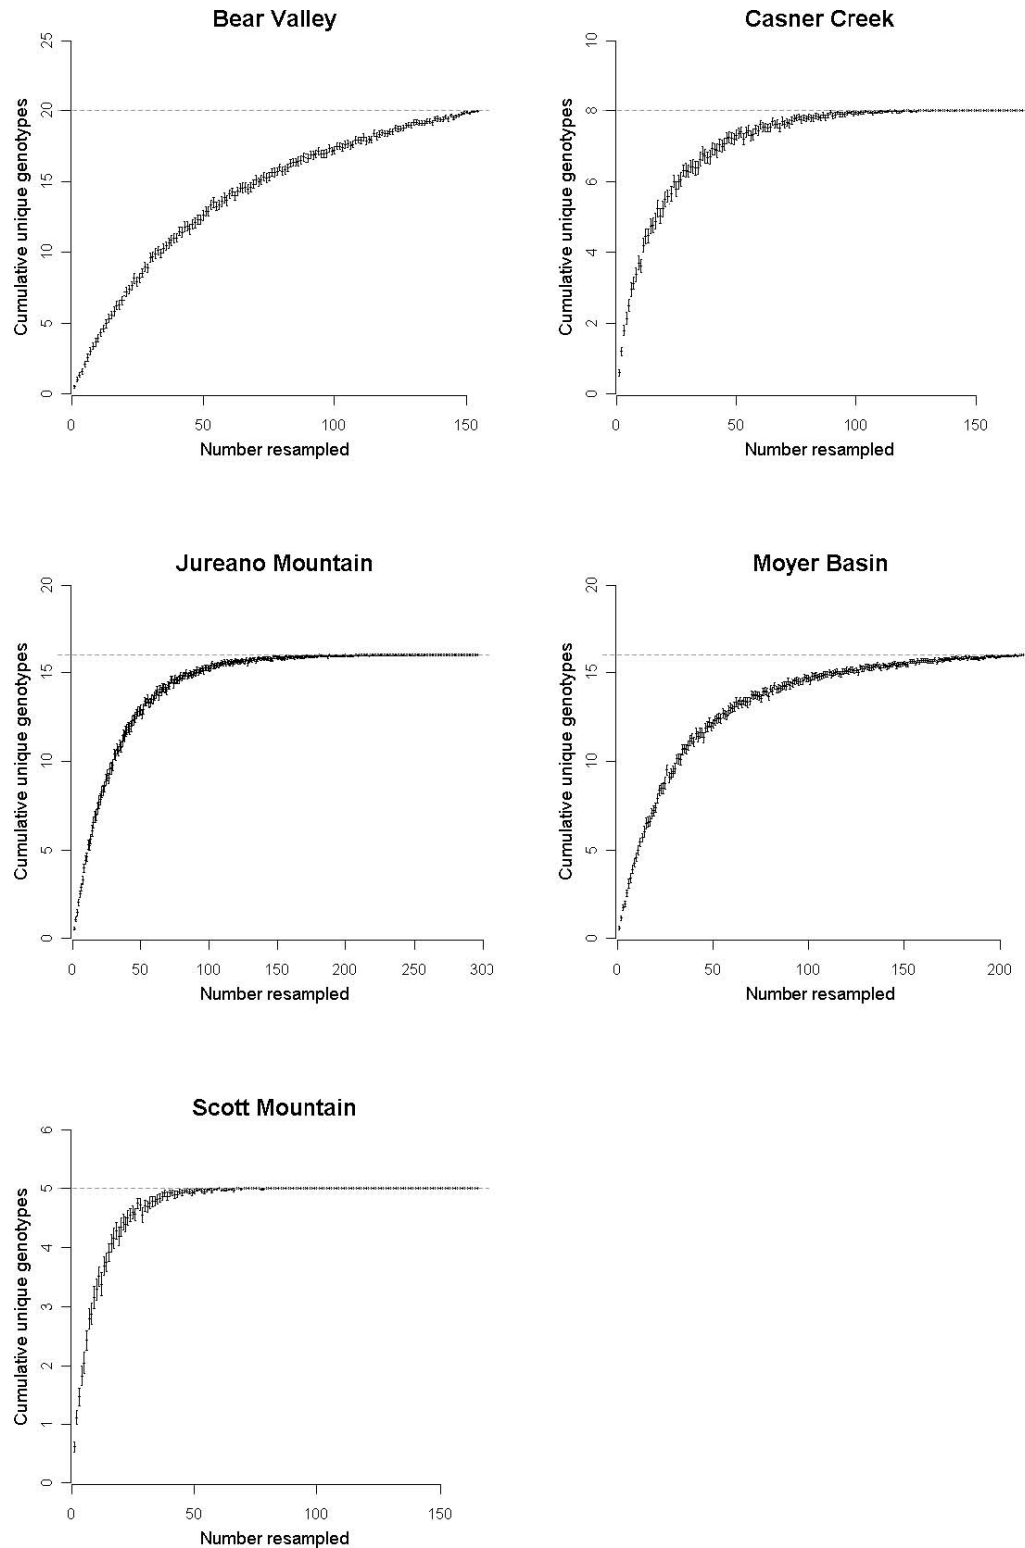 Bear Valley
Cumulative unique genotypes
25
20
15
10
5
0
0 50 100 150
Number resampled
Casner Creek
Cumulative unique genotypes
10
8
6
4
2
0
0 50 100 150
Number resampled
Jureano Mountain
Cumulative unique genotypes
20
15
10
5
0
0 50 100 150 200 250 300
Number resampled
Moyer Basin
Cumulative unique genotypes
20
15
10
5
0
0 50 100 150 200
Number resampled
Scott Mountain
Cumulative unique genotypes
6
5
4
3
2
1
0
0 50 100 150
Number resampled